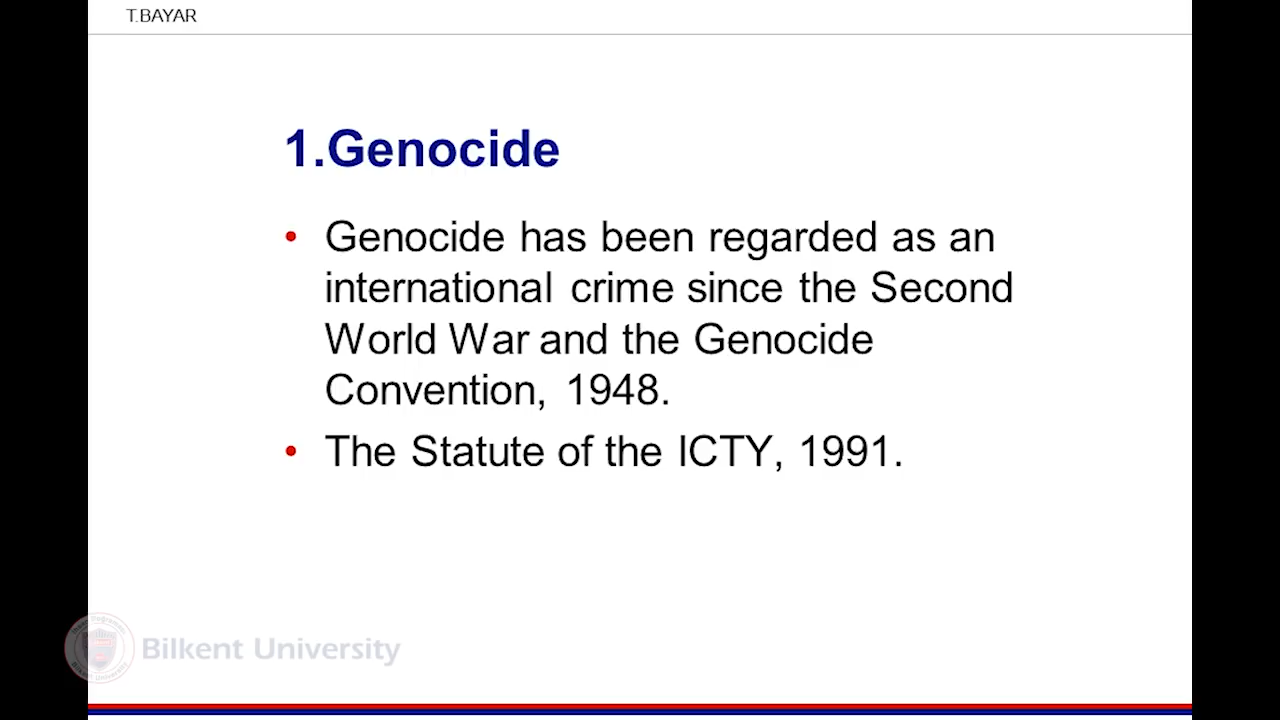 T.BAYAR
1.Genocide
• Genocide has been regarded as an
international crime since the Second
World War and the Genocide
Convention, 1948.
• The Statute of the ICTY, 1991.
Bilkent University